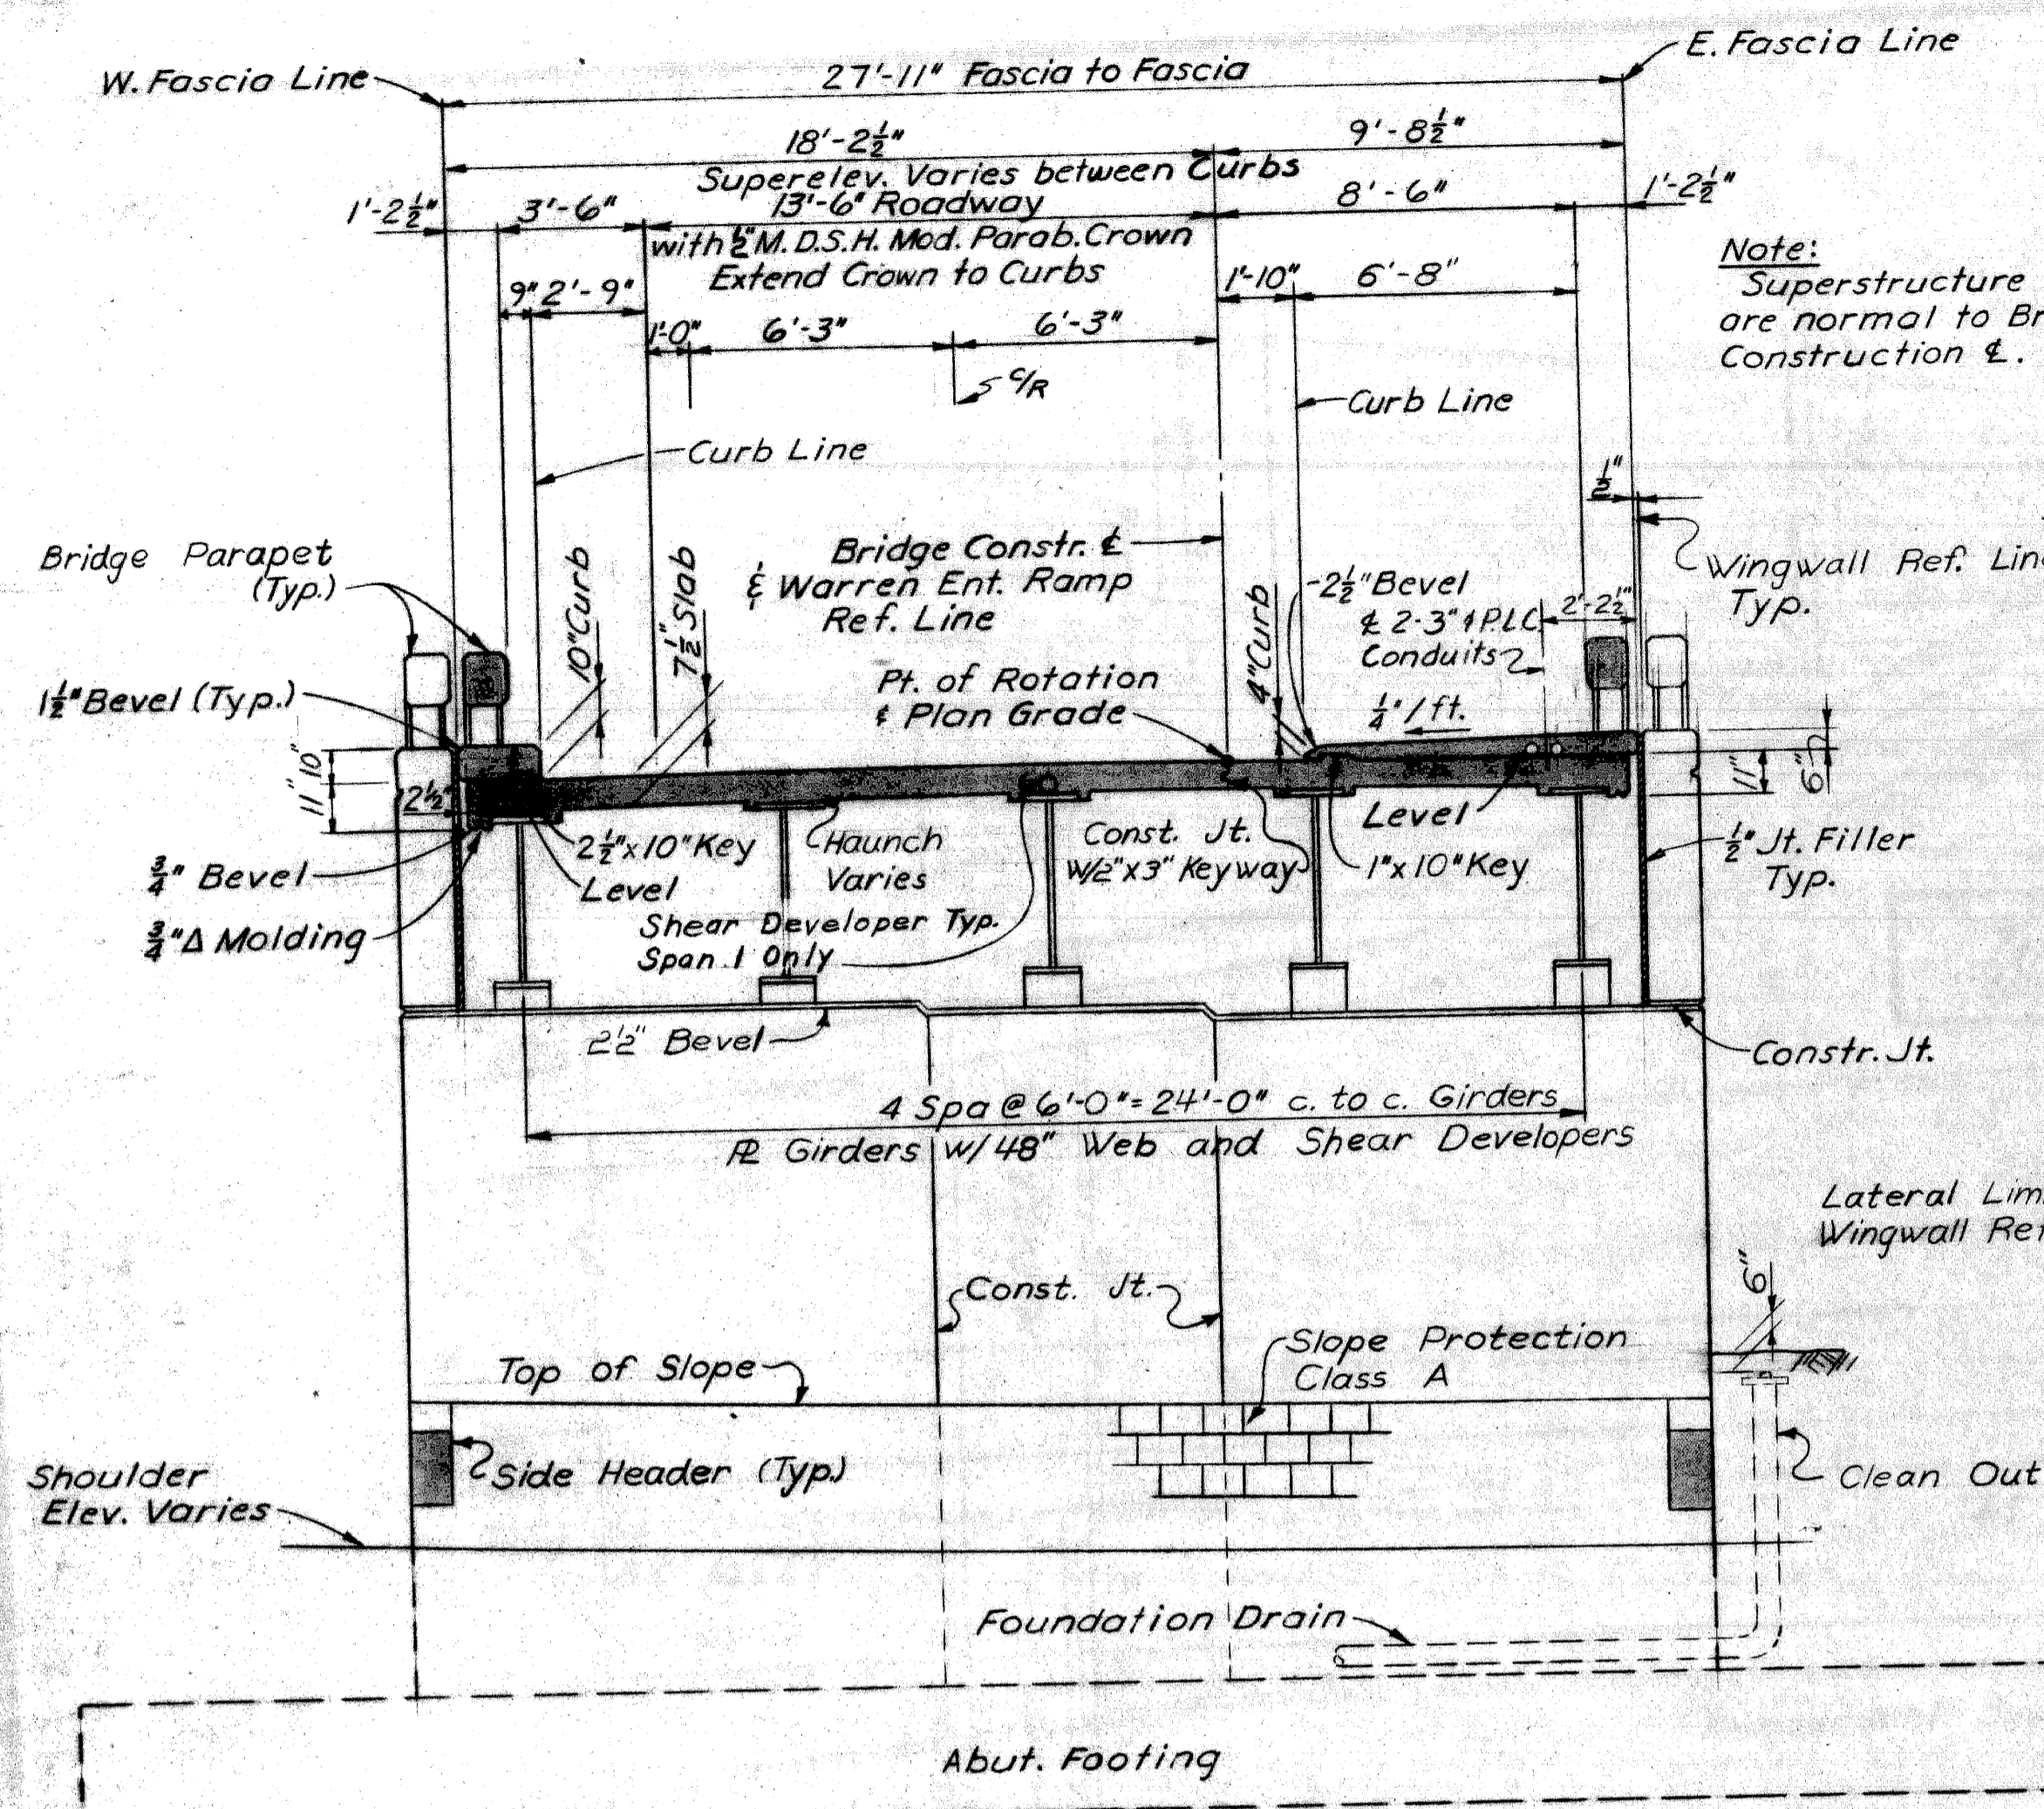 W. Fascia Line
27'-11" Fascia to Fascia
E. Fascia Line
18'-2½"
9'-8½"
Superelev. Varies between Curbs
1'-2½"
3'-6"
13'-6" Roadway
8'-6"
1'-2½"
with ½" M.D.S.H. Mod. Parab. Crown
Extend Crown to Curbs
9"
2'-9"
1'-10"
6'-8"
1'-0"
6'-3"
6'-3"
C/R
Note:
Superstructure
are normal to Br
Construction ℄.
Curb Line
Curb Line
½"
Bridge Parapet
(Typ.)
10" Curb
7½" Slab
Bridge Constr. ℄
& Warren Ent. Ramp
Ref. Line
4" Curb
2½" Bevel
℄ 2-3" ɸ P.L.C.
Conduits
2'-2½"
Wingwall Ref. Lin
Typ.
1½" Bevel (Typ.)
Pt. of Rotation
& Plan Grade
¼"/ft.
10"
11"
2½"
11"
6"
¾" Bevel
¾" Δ Molding
2½"x10" Key
Level
Haunch
Varies
Shear Developer Typ.
Span 1 Only
Const. Jt.
W/2"x3" Keyway
Level
1"x10" Key
½" Jt. Filler
Typ.
2½" Bevel
Constr. Jt.
4 Spa @ 6'-0" = 24'-0" c. to c. Girders
℄ Girders w/48" Web and Shear Developers
Lateral Lim
Wingwall Ref
6"
Const. Jt.
Top of Slope
Slope Protection
Class A
Shoulder
Elev. Varies
Side Header (Typ.)
Clean Out
Foundation Drain
Abut. Footing